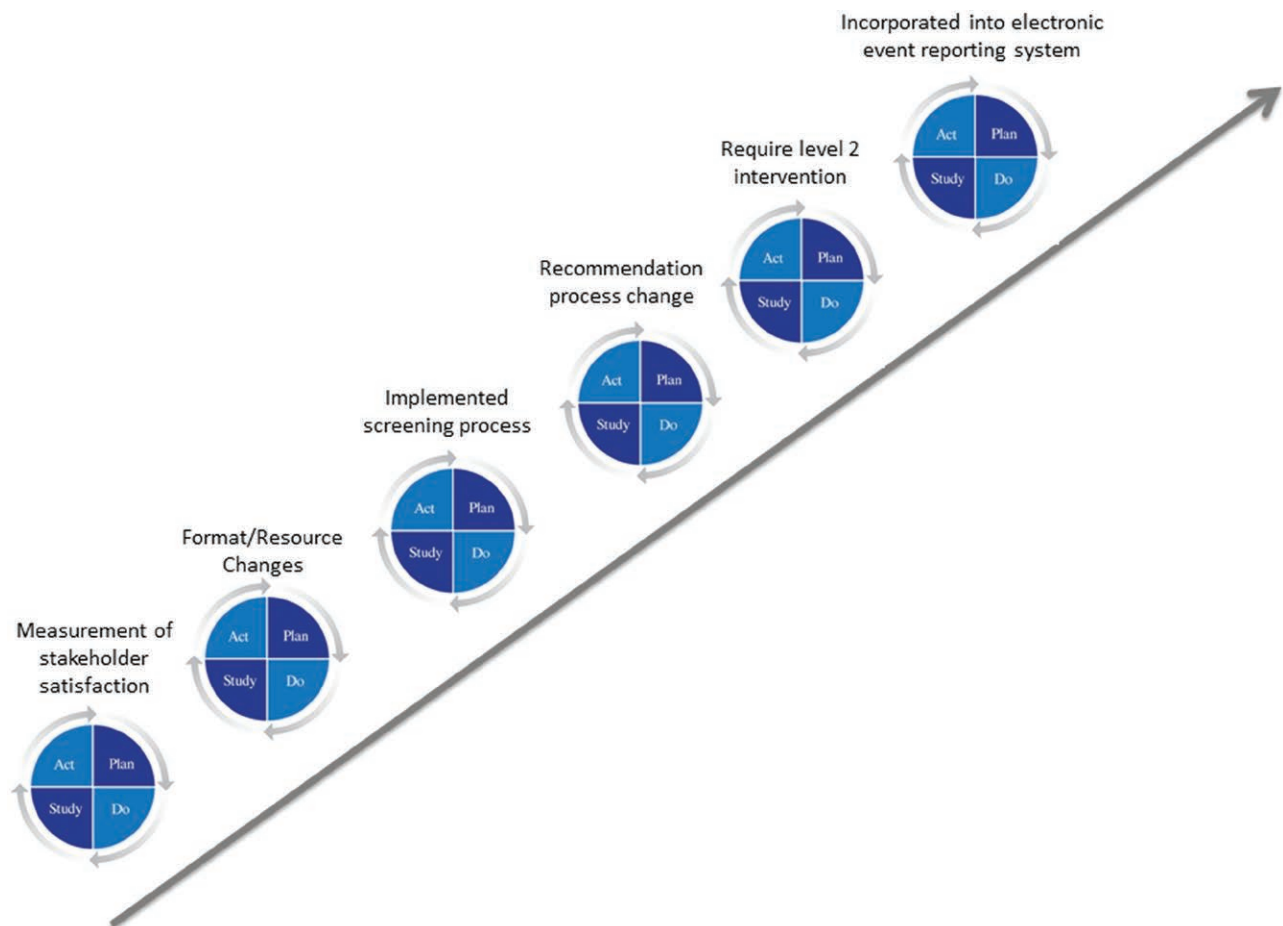 Incorporated into electronic
event reporting system
Act Plan
Study Do
Require level 2
intervention
Act Plan
Study Do
Recommendation
process change
Act Plan
Study Do
Implemented
screening process
Act Plan
Study Do
Format/Resource
Changes
Act Plan
Study Do
Measurement of
stakeholder
satisfaction
Act Plan
Study Do